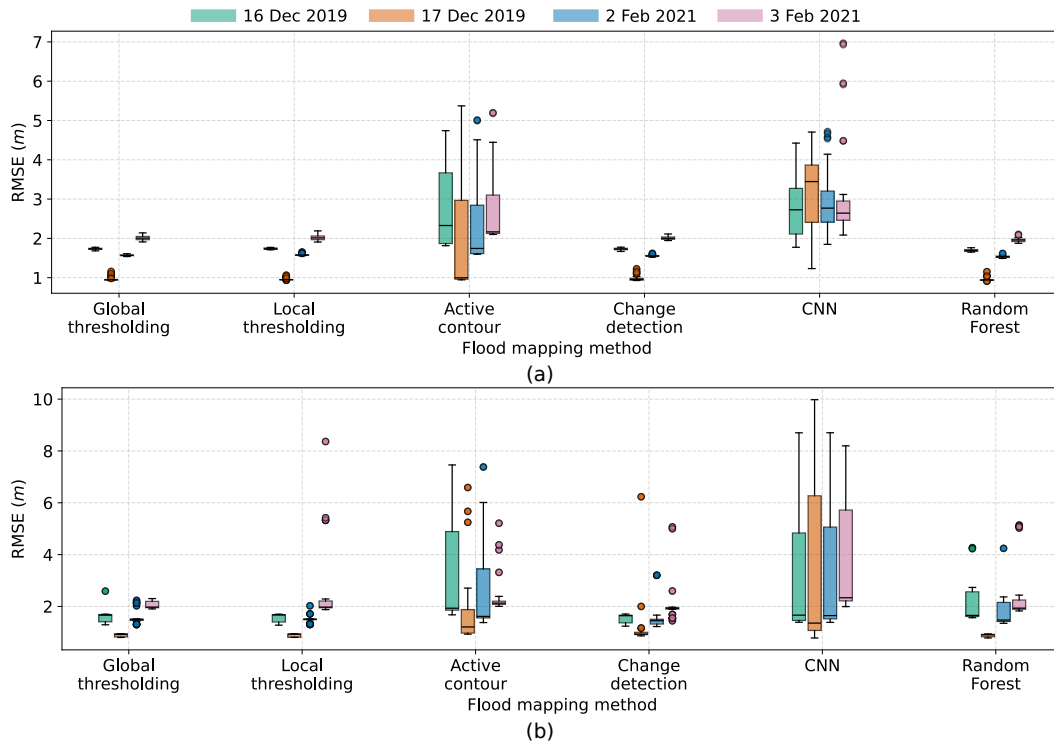 16 Dec 2019 17 Dec 2019 2 Feb 2021 3 Feb 2021
7
6
5
4
3
2
1
RMSE (m)
Global thresholding
Local thresholding
Active contour
Change detection
CNN
Random Forest
Flood mapping method
(a)
10
8
6
4
2
RMSE (m)
Global thresholding
Local thresholding
Active contour
Change detection
CNN
Random Forest
Flood mapping method
(b)